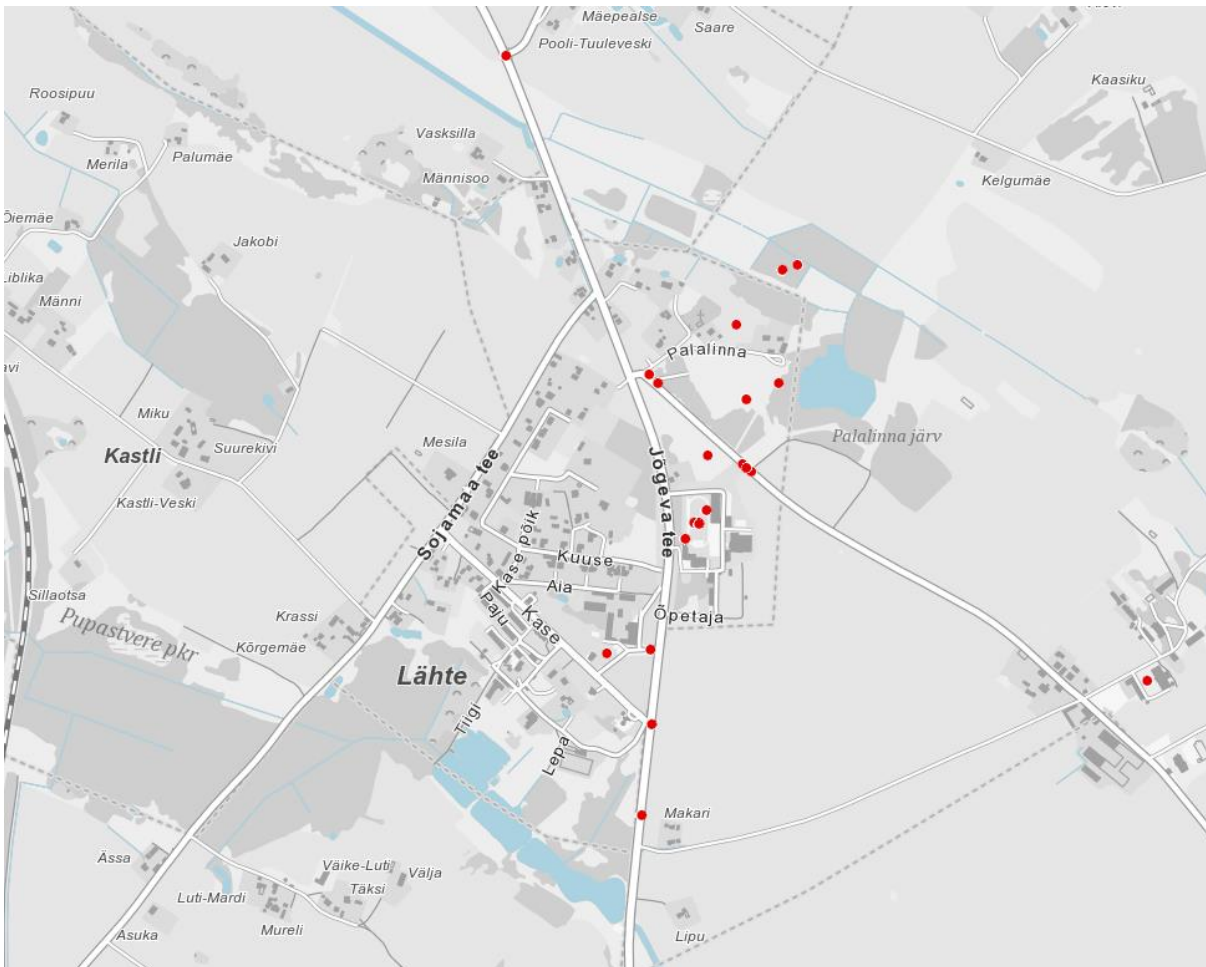 Mäepealse
Saare
Pooli-Tuuleveski
Kaasiku
Roosipuu
Vasksilla
Merila
Palumäe
Männisoo
Kelgumäe
Õiemäe
Jakobi
Liblika
Männi
Palalinna
Miku
Mesila
Suurekivi
Kastli
Palalinna järv
Kastli-Veski
Sojamaa tee
Jõgeva tee
Kase põik
Kuuse
Aia
Sillaotsa
Pupastvere pkr
Krassi
Paju
Kase
Õpetaja
Kõrgemäe
Lähte
Tiigi
Lepa
Makari
Ässa
Väike-Luti
Välja
Täksi
Luti-Mardi
Asuka
Mureli
Lipu